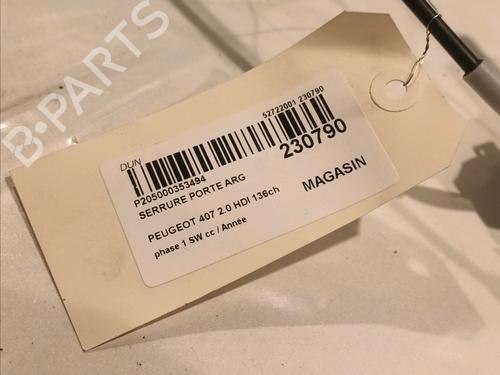 B·PARTS
DUN
52722001 230790
P205000353494
230790
SERRURE PORTE ARG
MAGASIN
PEUGEOT 407 2.0 HDI 136ch
phase 1 SW cc / Année